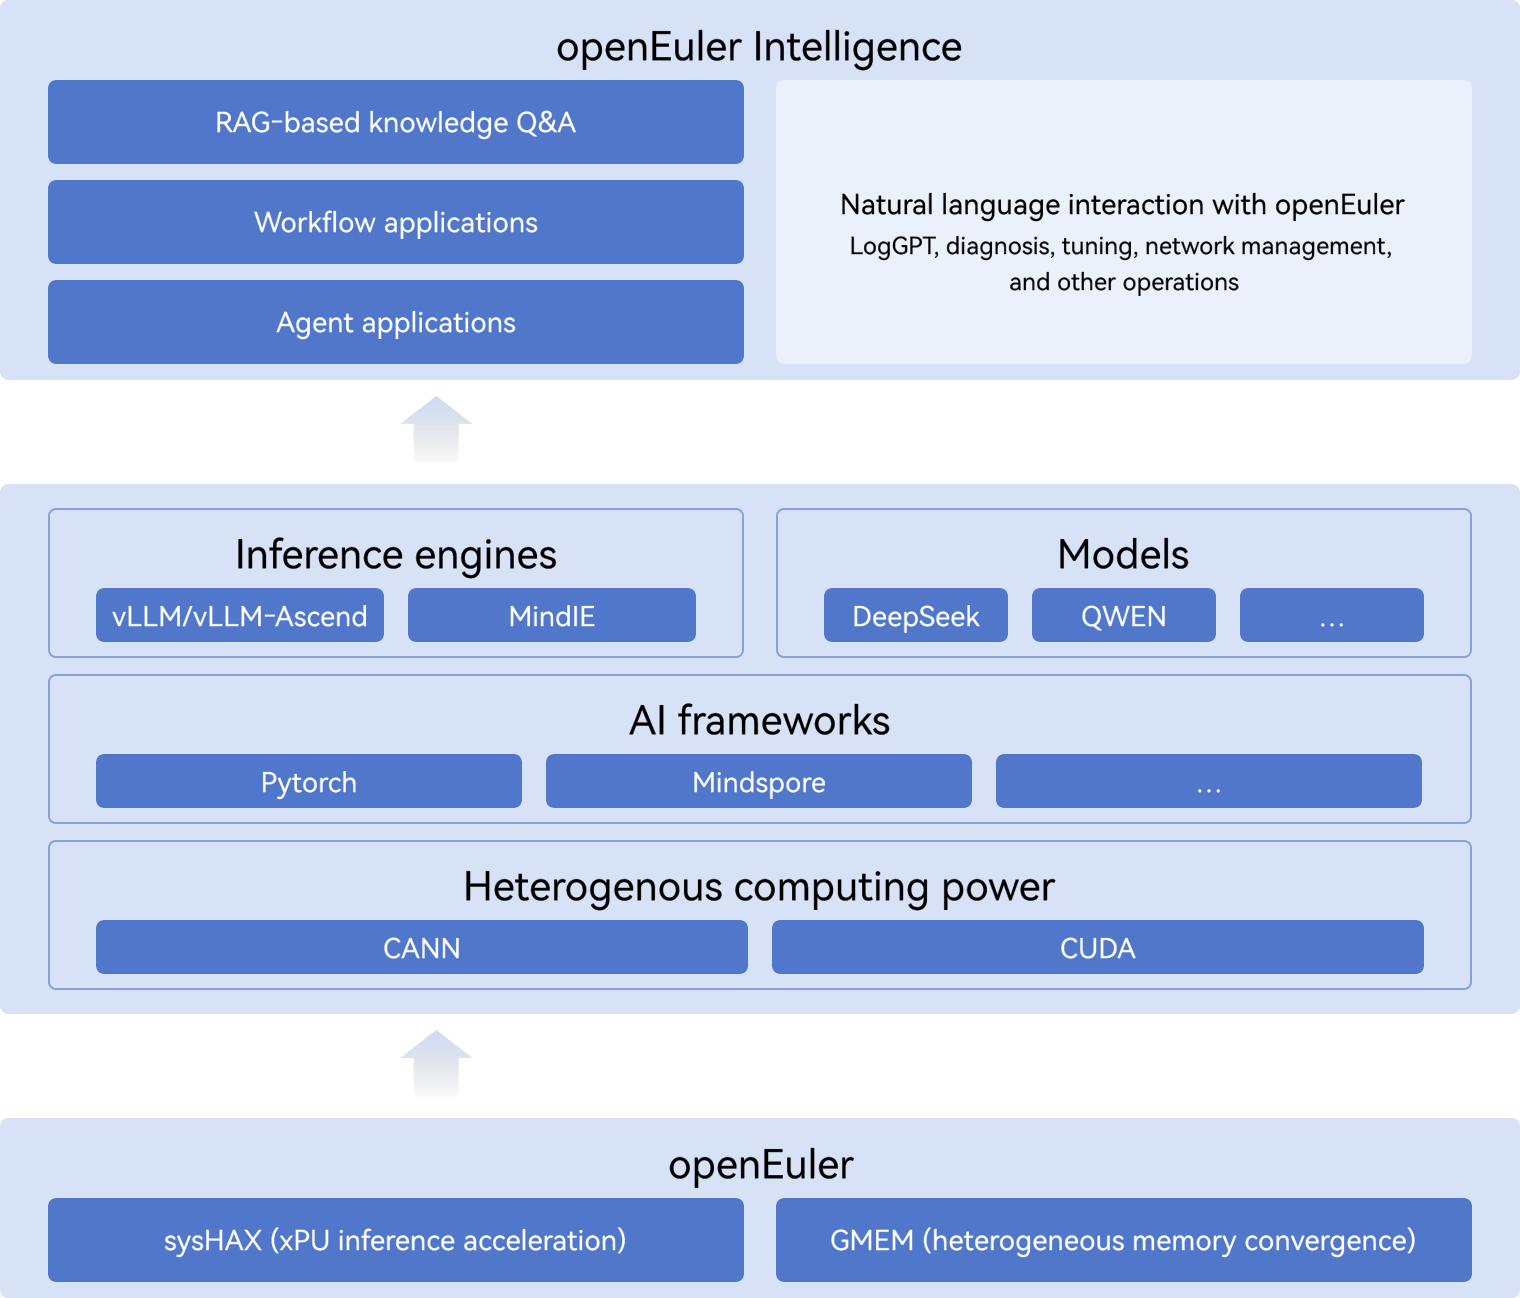 openEuler Intelligence
RAG-based knowledge Q&A
Workflow applications
Agent applications
Natural language interaction with openEuler
LogGPT, diagnosis, tuning, network management,
and other operations
Inference engines
vLLM/vLLM-Ascend
MindIE
Models
DeepSeek
QWEN
...
AI frameworks
Pytorch
Mindspore
...
Heterogenous computing power
CANN
CUDA
openEuler
sysHAX (xPU inference acceleration)
GMEM (heterogeneous memory convergence)